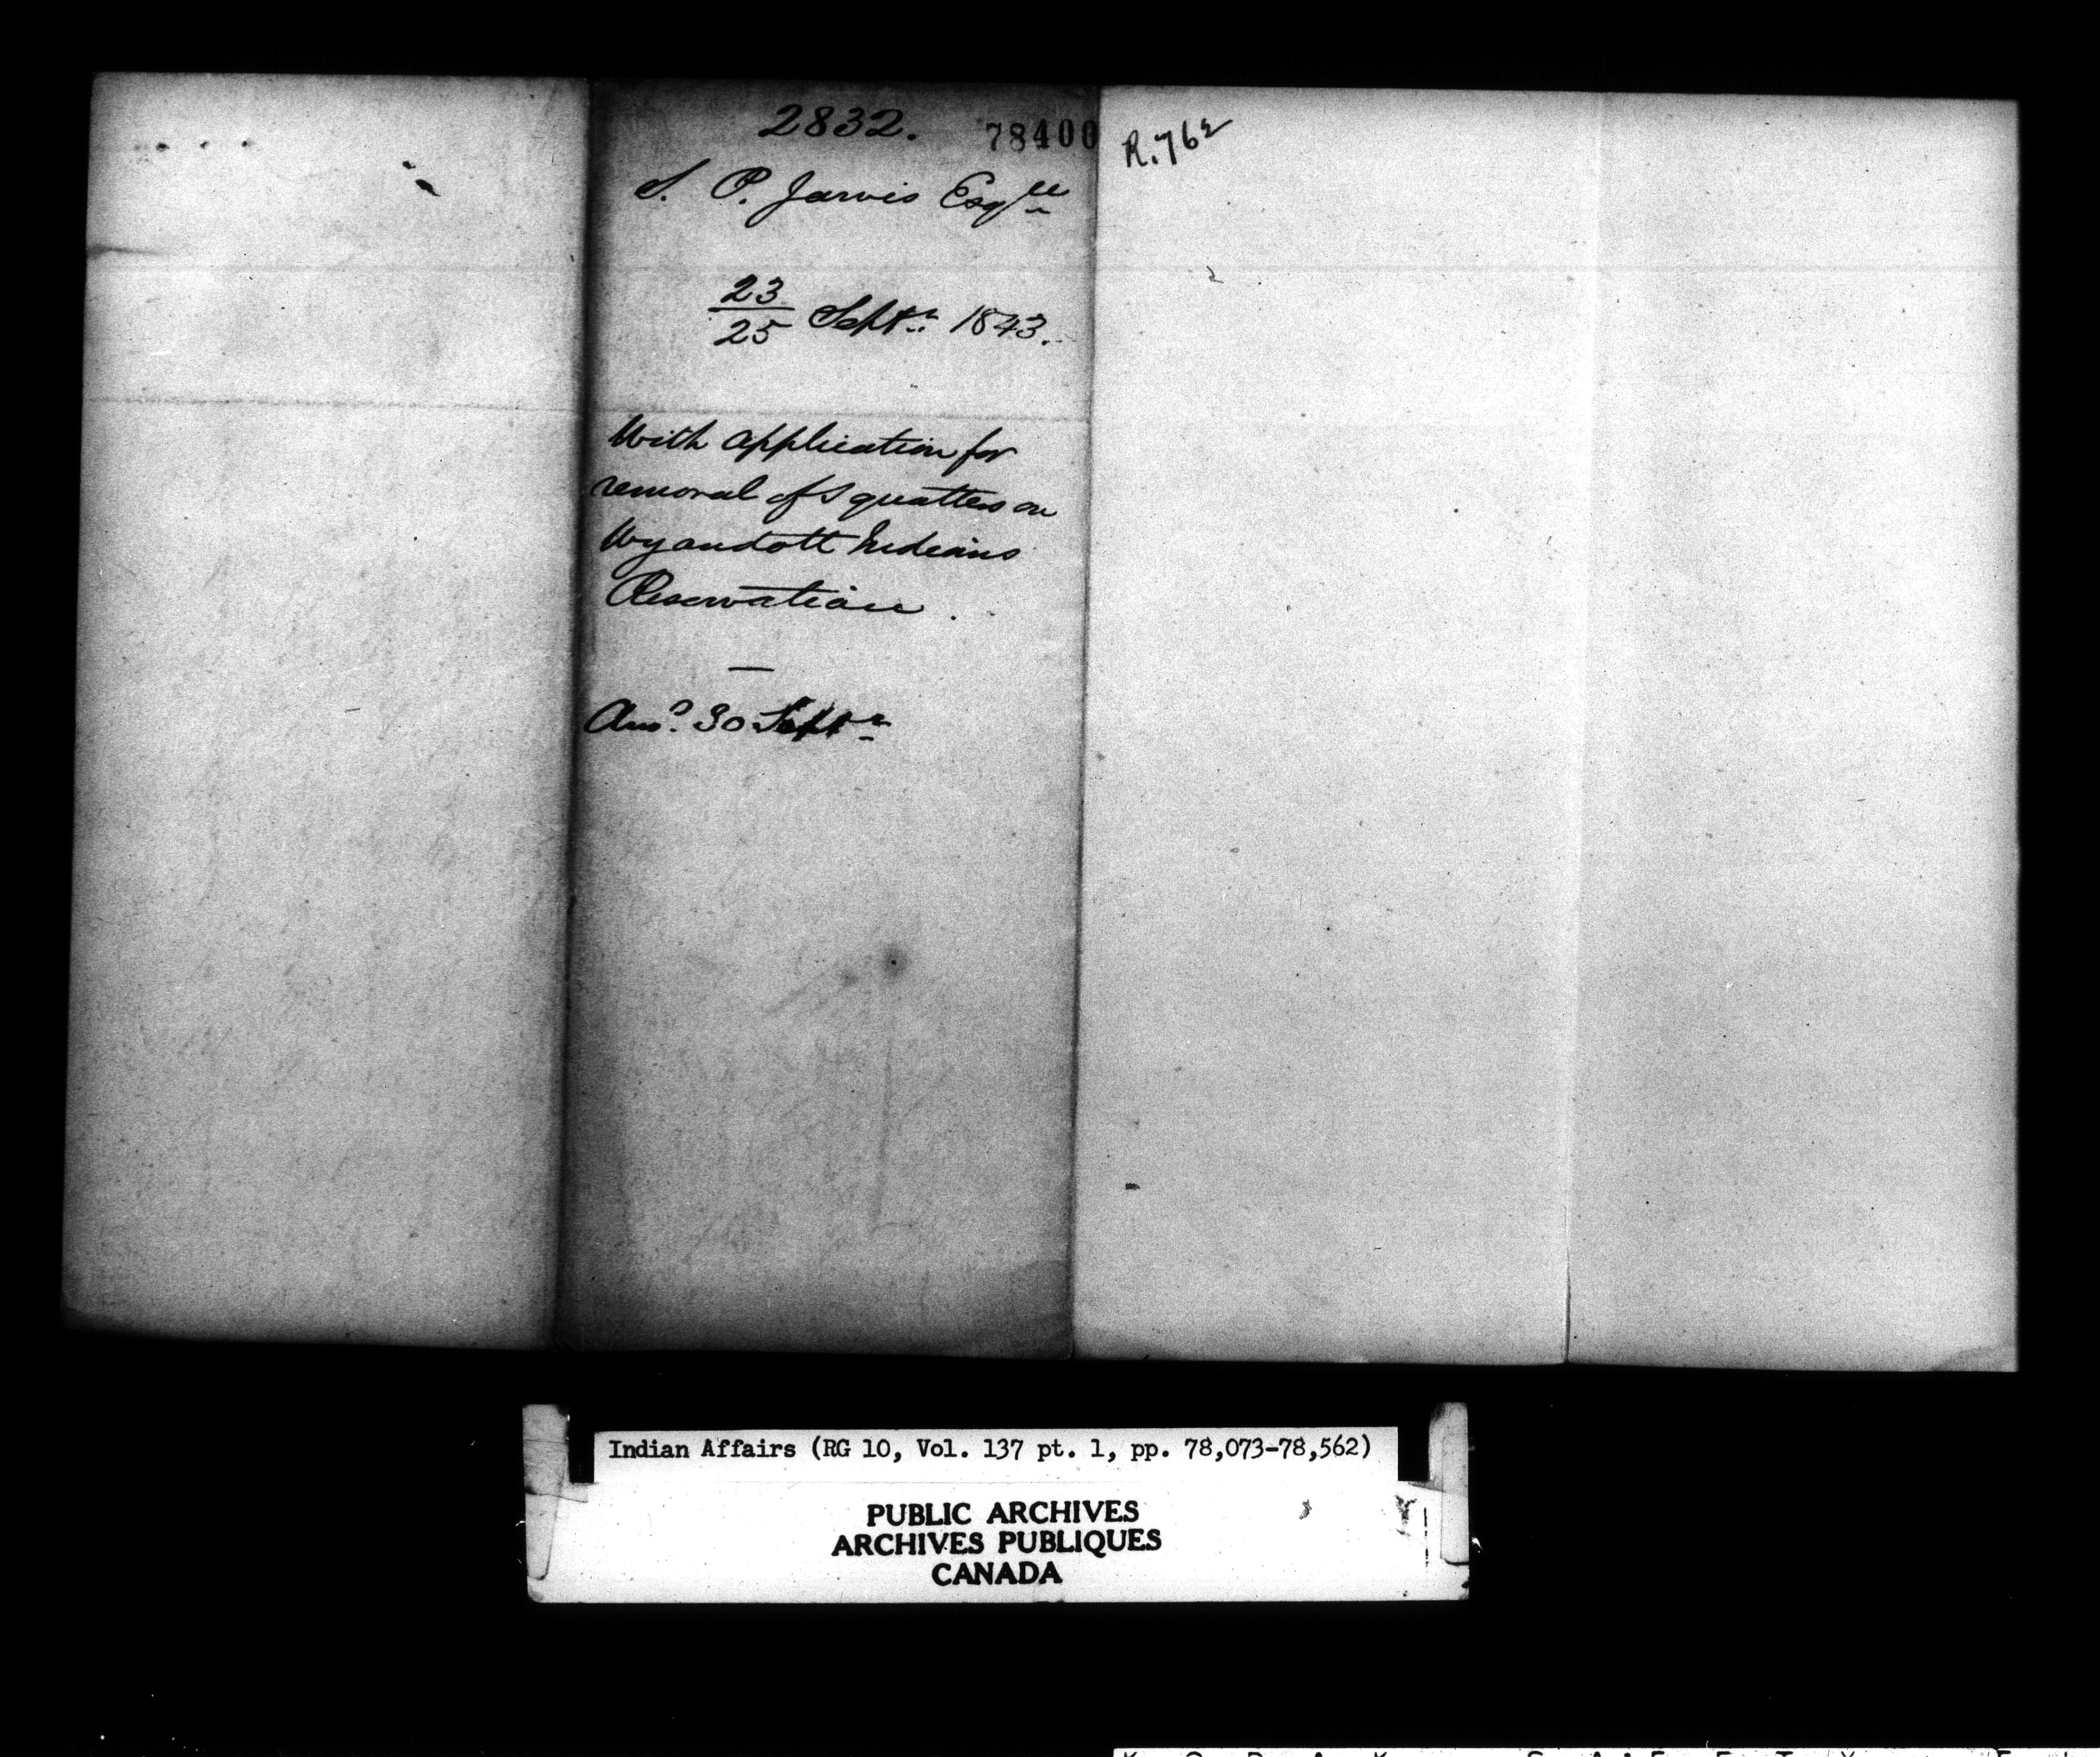 2832. 78400
R. 762
S. P. Jarvis Esqre
23
25 Septr. 1843.
With application for
removal of Squatters on
Wyandott Indians
Reservation.
—
Ansd. 30 Septr
Indian Affairs (RG 10, Vol. 137 pt. 1, pp. 78,073-78,562)
PUBLIC ARCHIVES
ARCHIVES PUBLIQUES
CANADA